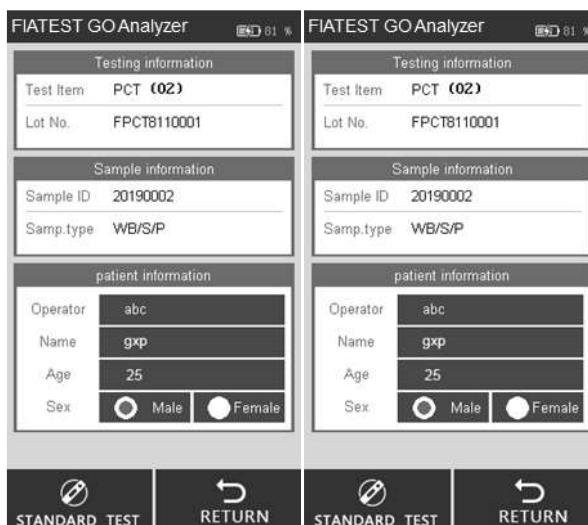 FIATEST GO Analyzer 81 %
Testing information
Test Item PCT (02)
Lot No. FPCT8110001
Sample information
Sample ID 20190002
Samp.type WB/S/P
patient information
Operator abc
Name gxp
Age 25
Sex Male Female
STANDARD TEST RETURN
FIATEST GO Analyzer 81 %
Testing information
Test Item PCT (02)
Lot No. FPCT8110001
Sample information
Sample ID 20190002
Samp.type WB/S/P
patient information
Operator abc
Name gxp
Age 25
Sex Male Female
STANDARD TEST RETURN